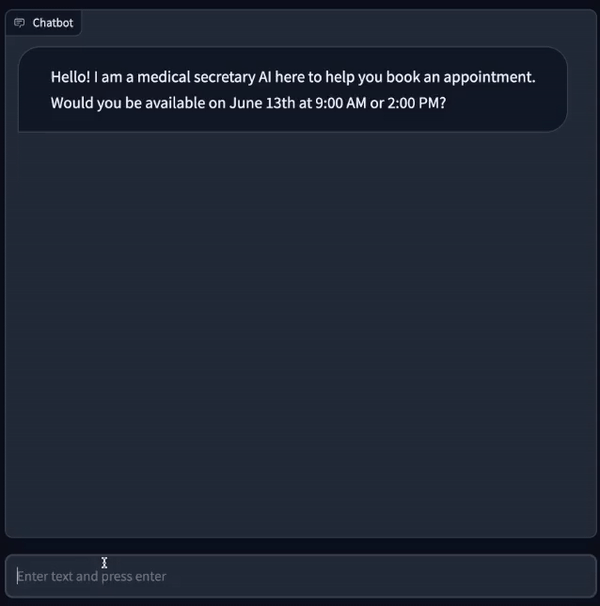 Chatbot
Hello! I am a medical secretary AI here to help you book an appointment.
Would you be available on June 13th at 9:00 AM or 2:00 PM?
Enter text and press enter